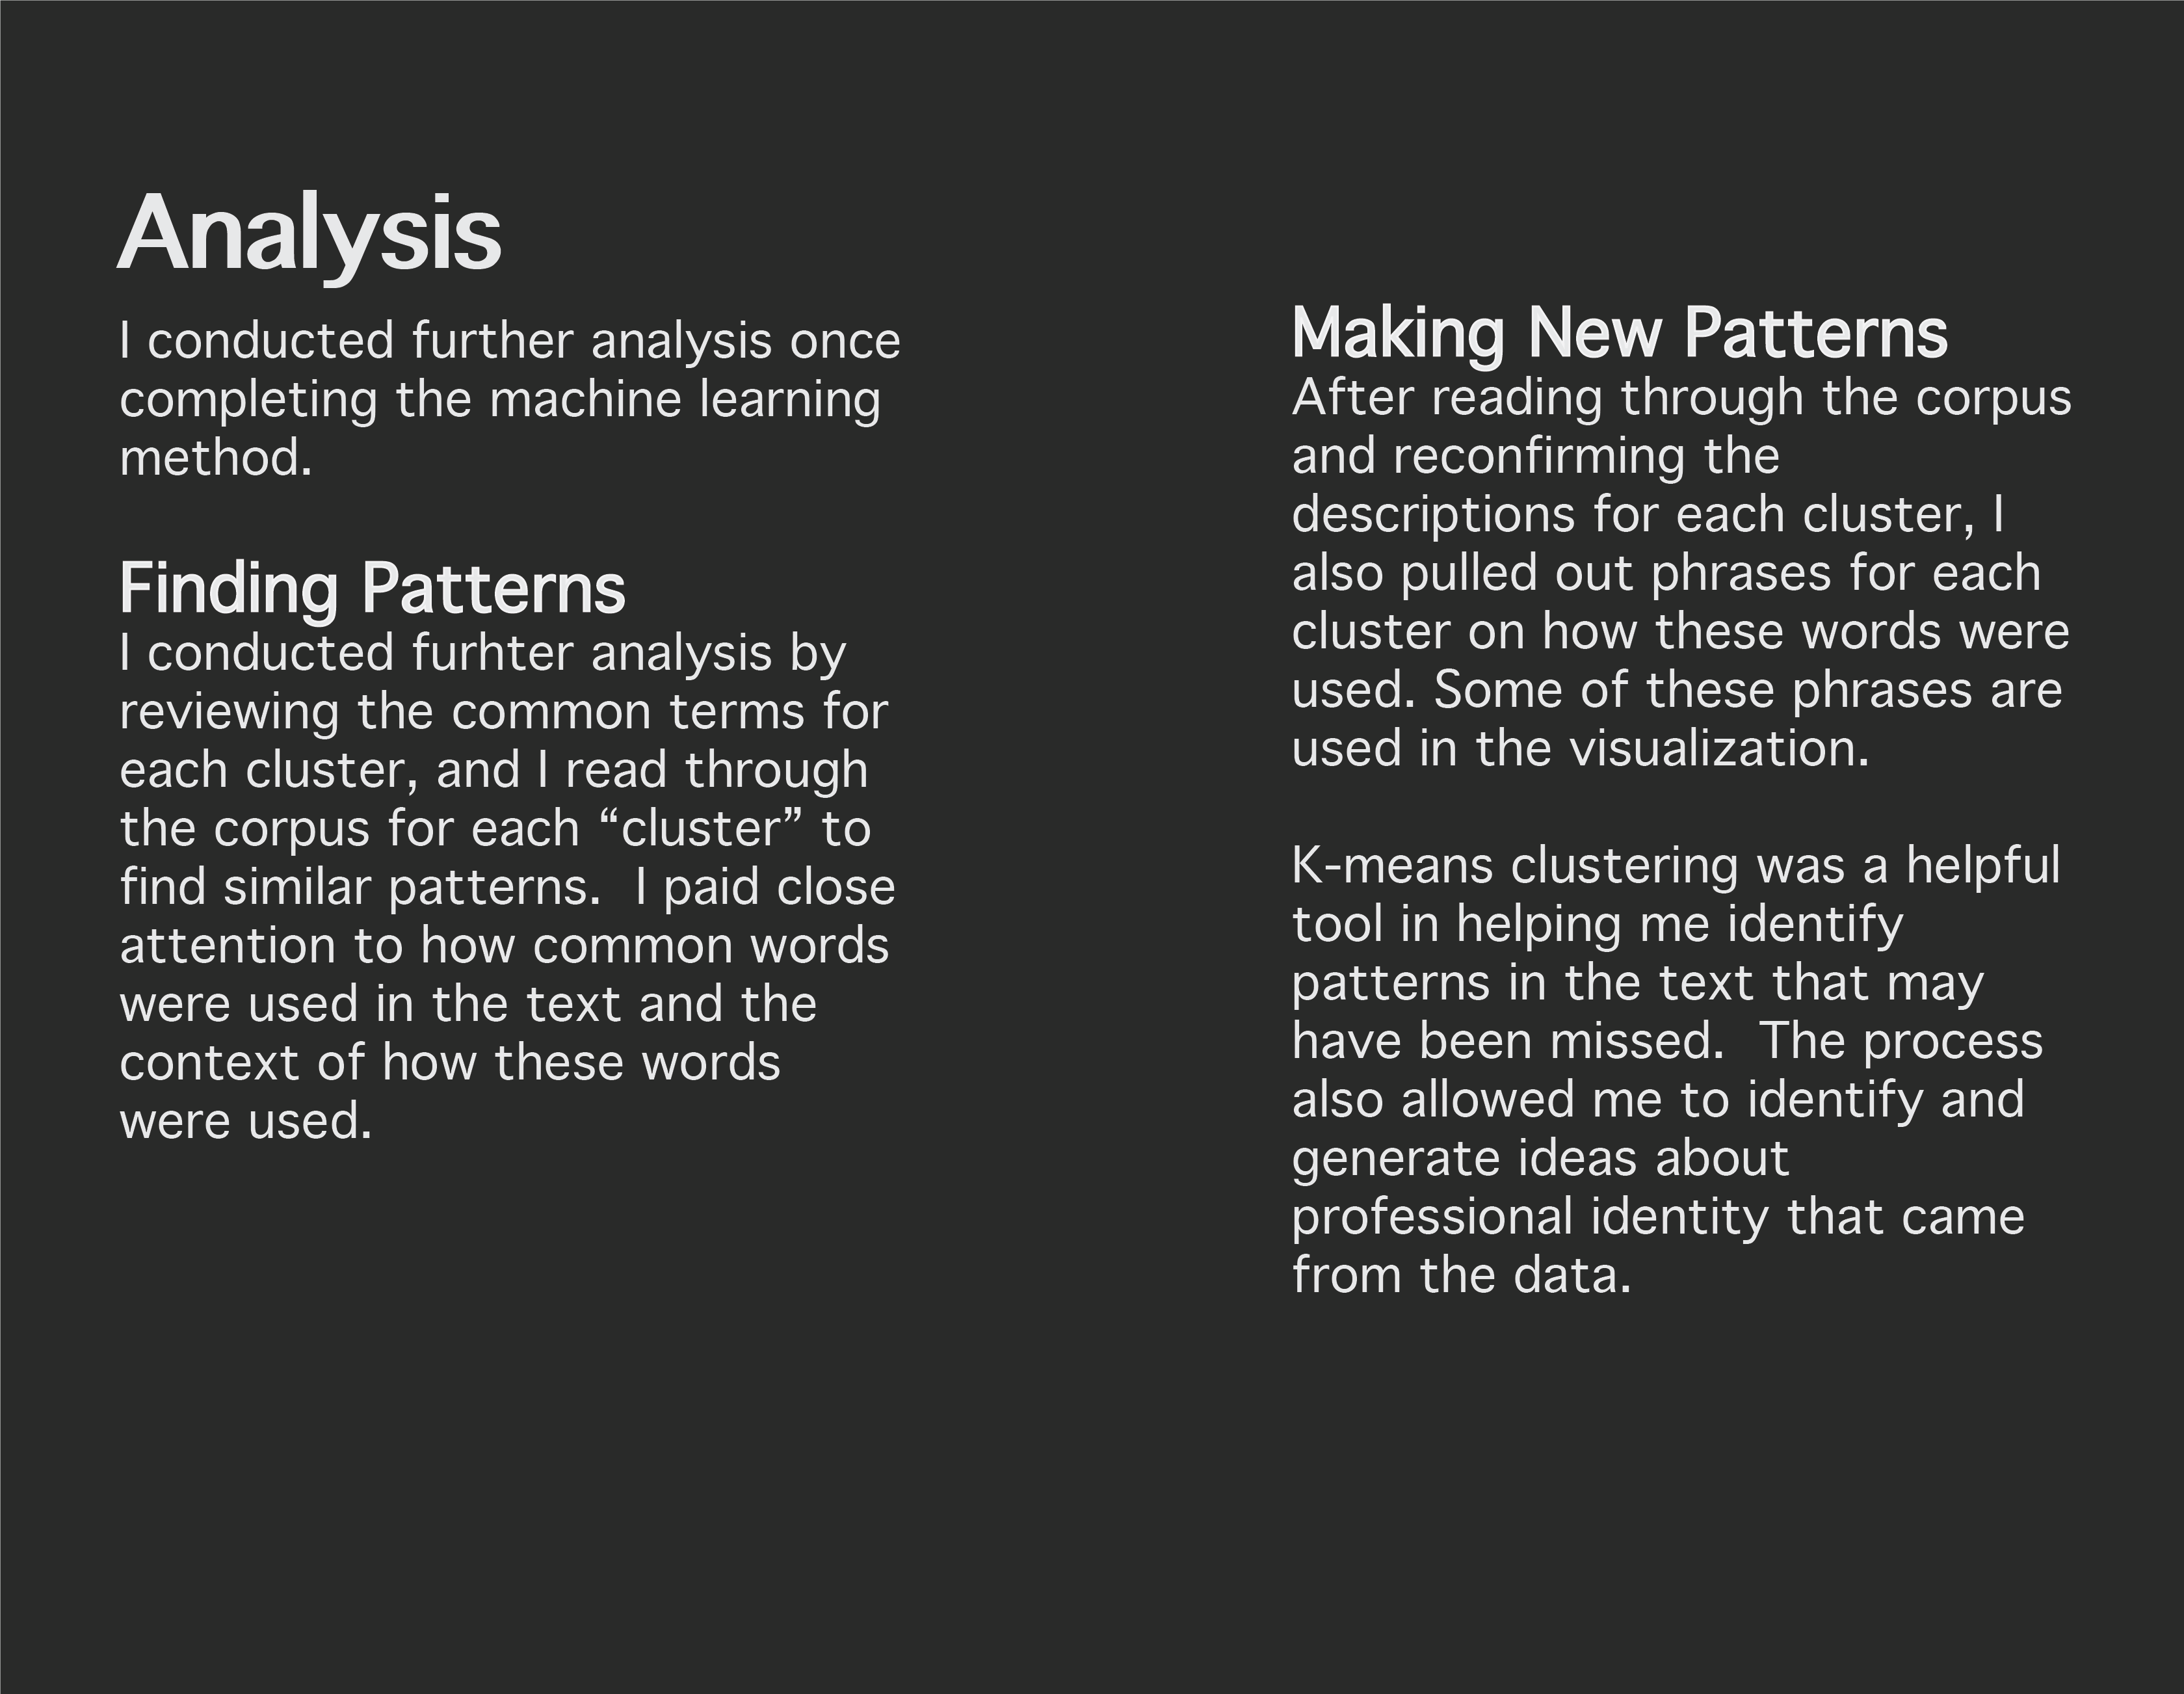 Analysis
I conducted further analysis once
completing the machine learning
method.
Finding Patterns
I conducted furhter analysis by
reviewing the common terms for
each cluster, and I read through
the corpus for each “cluster” to
find similar patterns.  I paid close
attention to how common words
were used in the text and the
context of how these words
were used.
Making New Patterns
After reading through the corpus
and reconfirming the
descriptions for each cluster, I
also pulled out phrases for each
cluster on how these words were
used. Some of these phrases are
used in the visualization.
K-means clustering was a helpful
tool in helping me identify
patterns in the text that may
have been missed.  The process
also allowed me to identify and
generate ideas about
professional identity that came
from the data.